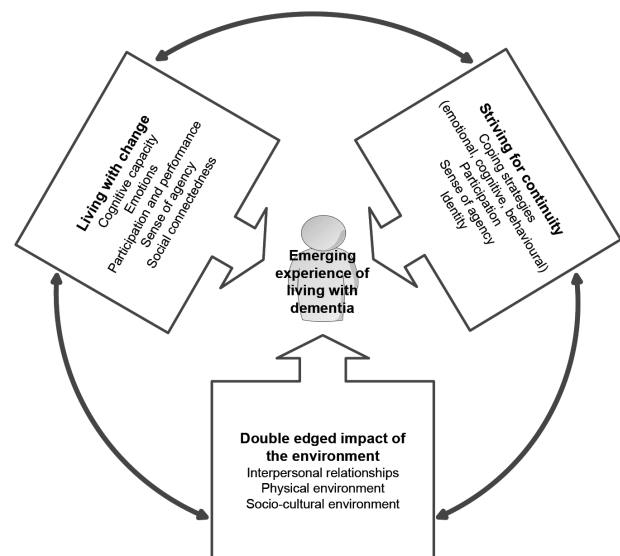 Living with change
Cognitive capacity
Emotions
Participation and performance
Sense of agency
Social connectedness
Striving for continuity
Coping strategies
(emotional, cognitive, behavioural)
Participation
Sense of agency
Identity
Emerging
experience of
living with
dementia
Double edged impact of
the environment
Interpersonal relationships
Physical environment
Socio-cultural environment